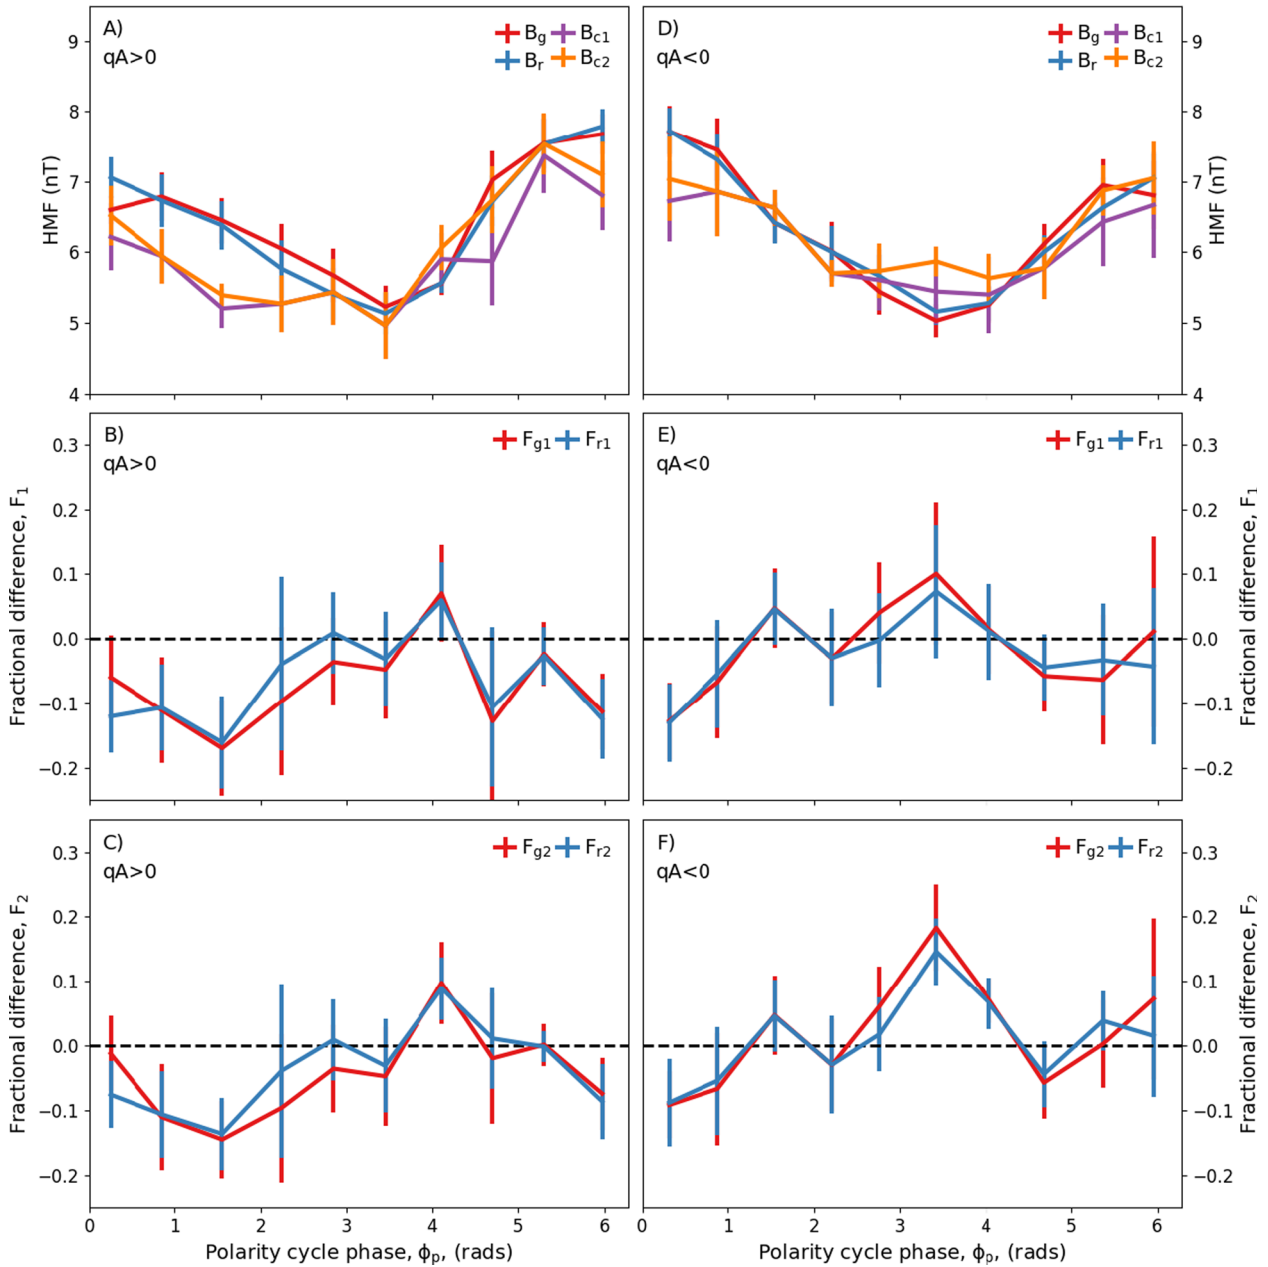 A)
qA>0
B_g B_c1
B_r B_c2
9
8
7
6
5
4
HMF (nT)
D)
qA<0
B_g B_c1
B_r B_c2
9
8
7
6
5
4
HMF (nT)
B)
qA>0
F_g1 F_r1
0.3
0.2
0.1
0.0
−0.1
−0.2
Fractional difference, F_1
E)
qA<0
F_g1 F_r1
0.3
0.2
0.1
0.0
−0.1
−0.2
Fractional difference, F_1
C)
qA>0
F_g2 F_r2
0.3
0.2
0.1
0.0
−0.1
−0.2
Fractional difference, F_2
0 1 2 3 4 5 6
Polarity cycle phase, ϕ_p, (rads)
F)
qA<0
F_g2 F_r2
0.3
0.2
0.1
0.0
−0.1
−0.2
Fractional difference, F_2
0 1 2 3 4 5 6
Polarity cycle phase, ϕ_p, (rads)